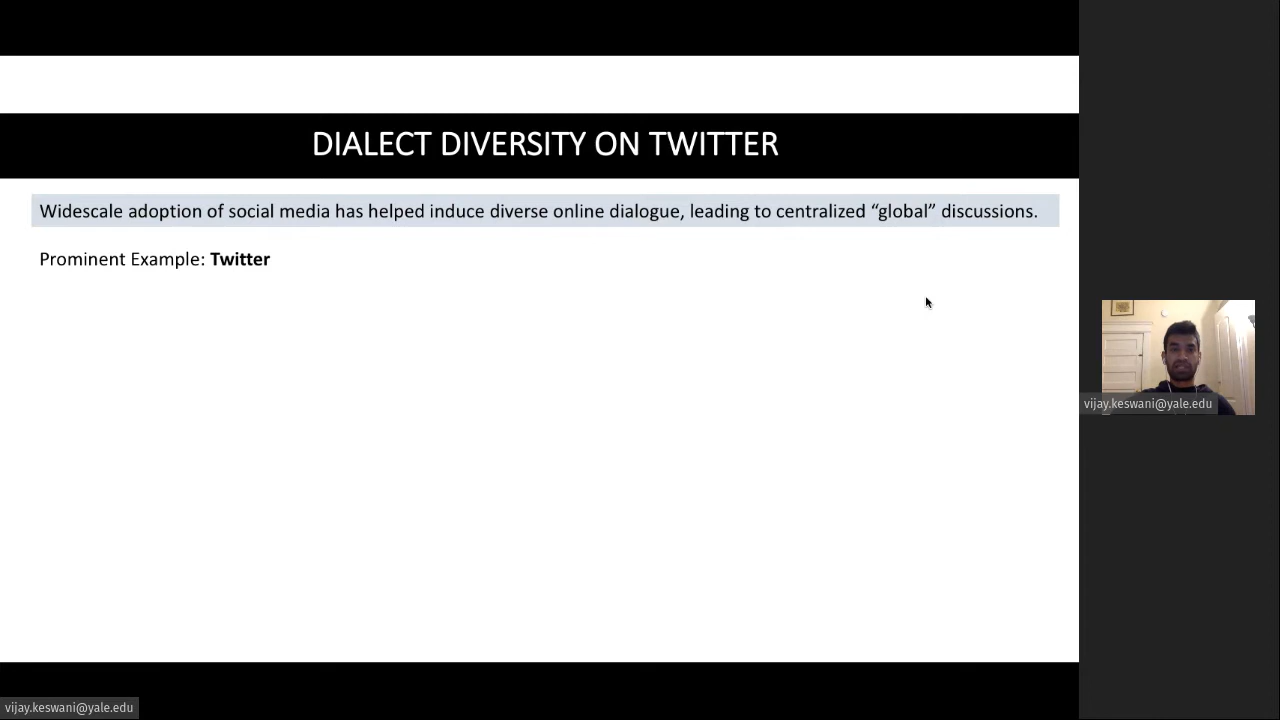 DIALECT DIVERSITY ON TWITTER
Widescale adoption of social media has helped induce diverse online dialogue, leading to centralized “global” discussions.
Prominent Example: Twitter
vijay.keswani@yale.edu
vijay.keswani@yale.edu